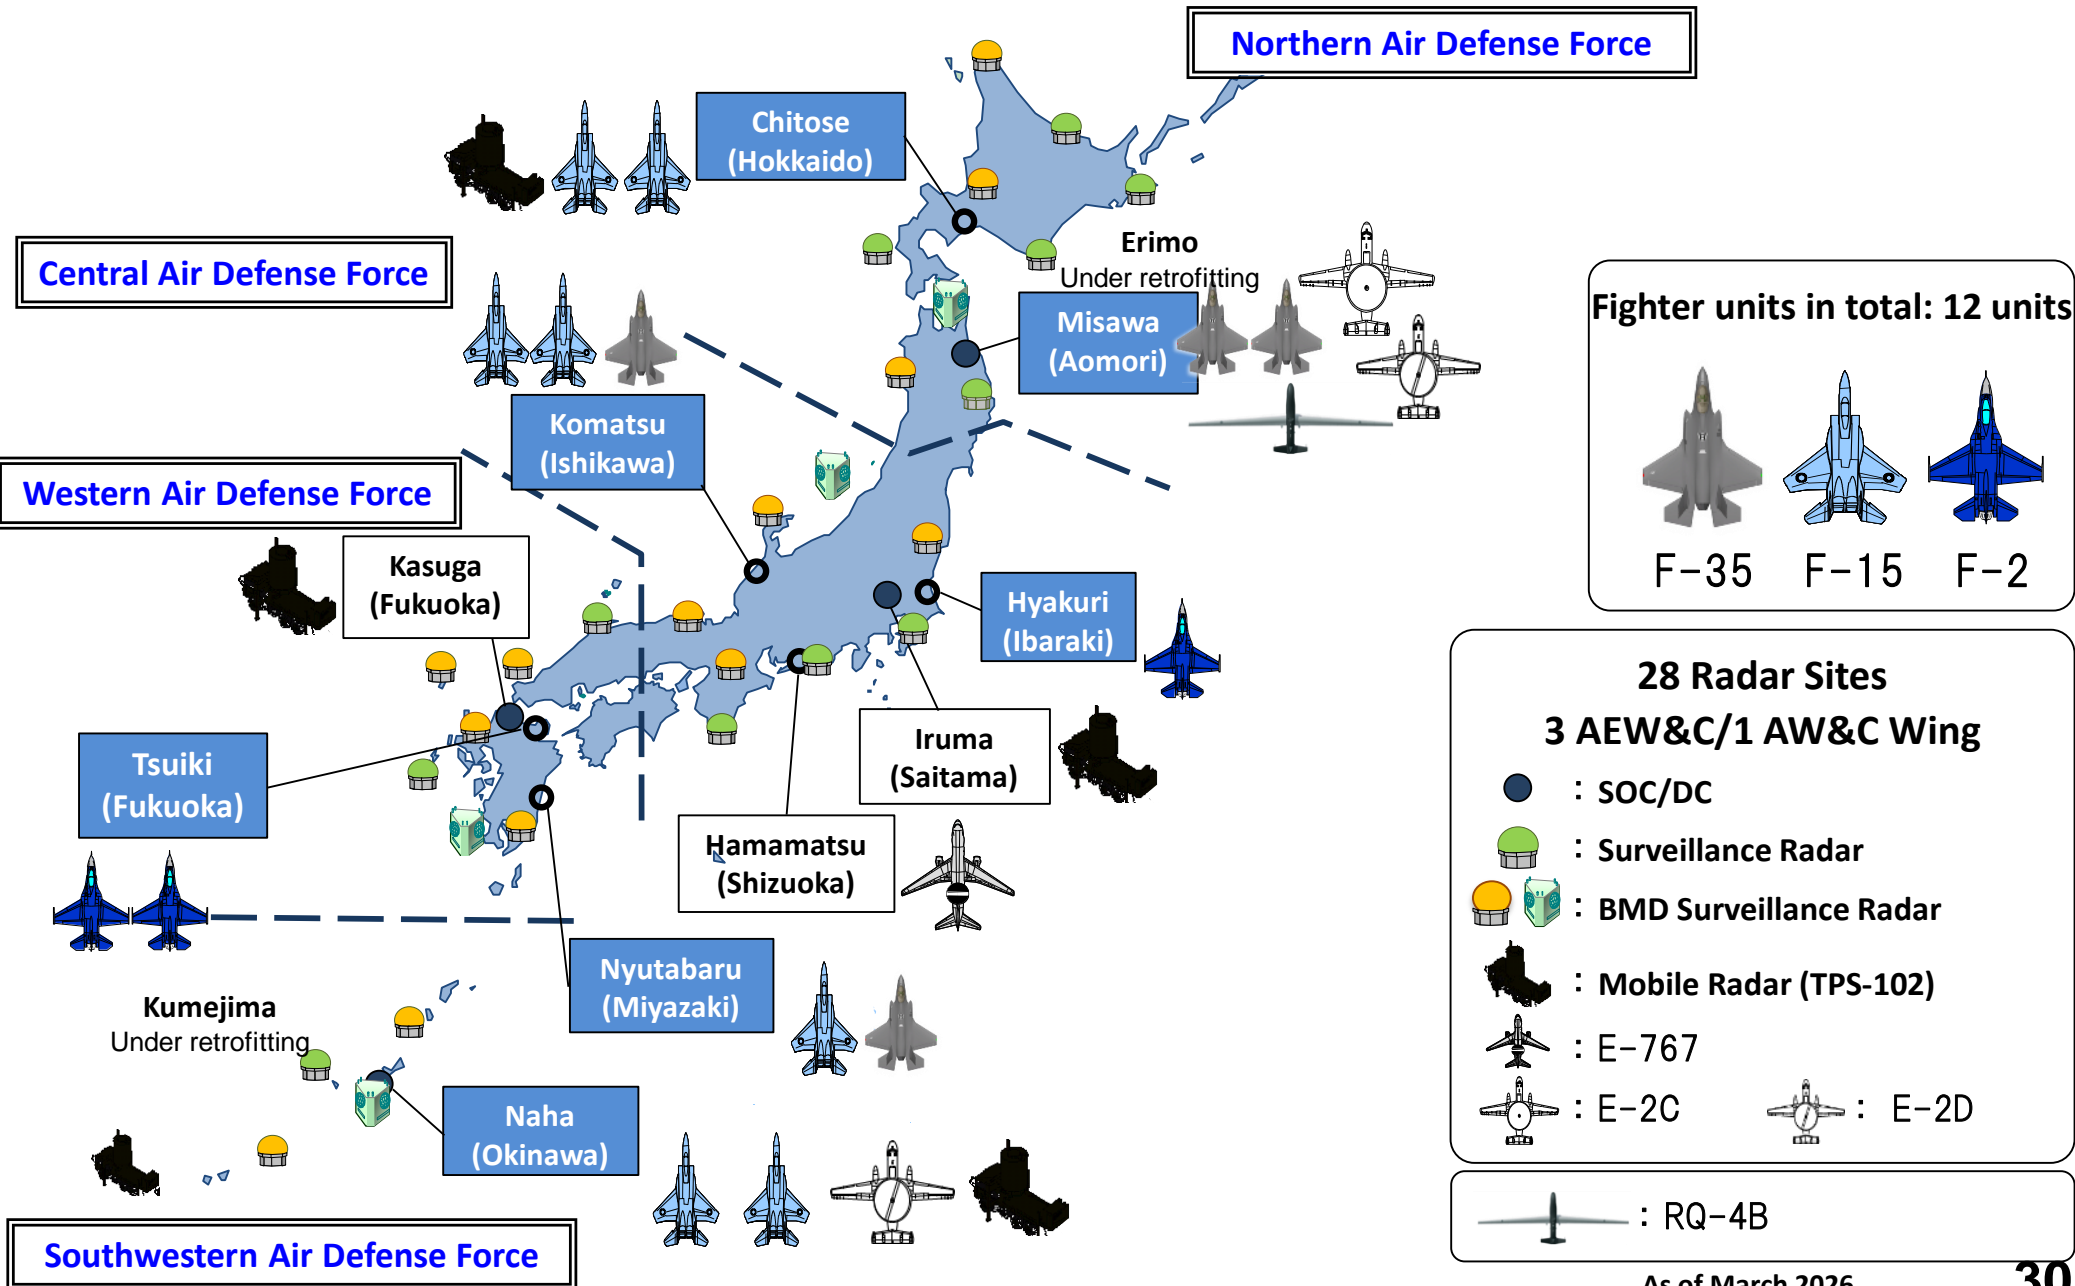 Northern Air Defense Force
Chitose
(Hokkaido)
Central Air Defense Force
Erimo
Under retrofitting
Misawa
(Aomori)
Fighter units in total: 12 units
F-35
F-15
F-2
Komatsu
(Ishikawa)
Western Air Defense Force
Kasuga
(Fukuoka)
Hyakuri
(Ibaraki)
Tsuiki
(Fukuoka)
Iruma
(Saitama)
Hamamatsu
(Shizuoka)
28 Radar Sites
3 AEW&C/1 AW&C Wing
: SOC/DC
: Surveillance Radar
: BMD Surveillance Radar
: Mobile Radar (TPS-102)
: E-767
: E-2C
: E-2D
: RQ-4B
Nyutabaru
(Miyazaki)
Kumejima
Under retrofitting
Naha
(Okinawa)
Southwestern Air Defense Force
As of March 2026
30